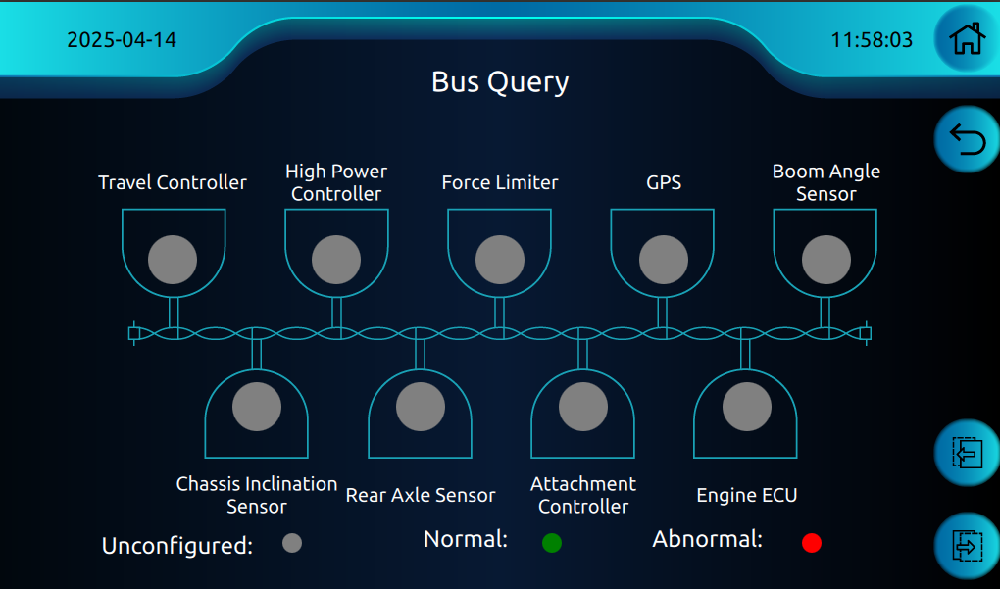 2025-04-14
11:58:03
Bus Query
Travel Controller
High Power
Controller
Force Limiter
GPS
Boom Angle
Sensor
Chassis Inclination
Sensor
Rear Axle Sensor
Attachment
Controller
Engine ECU
Unconfigured:
Normal:
Abnormal: